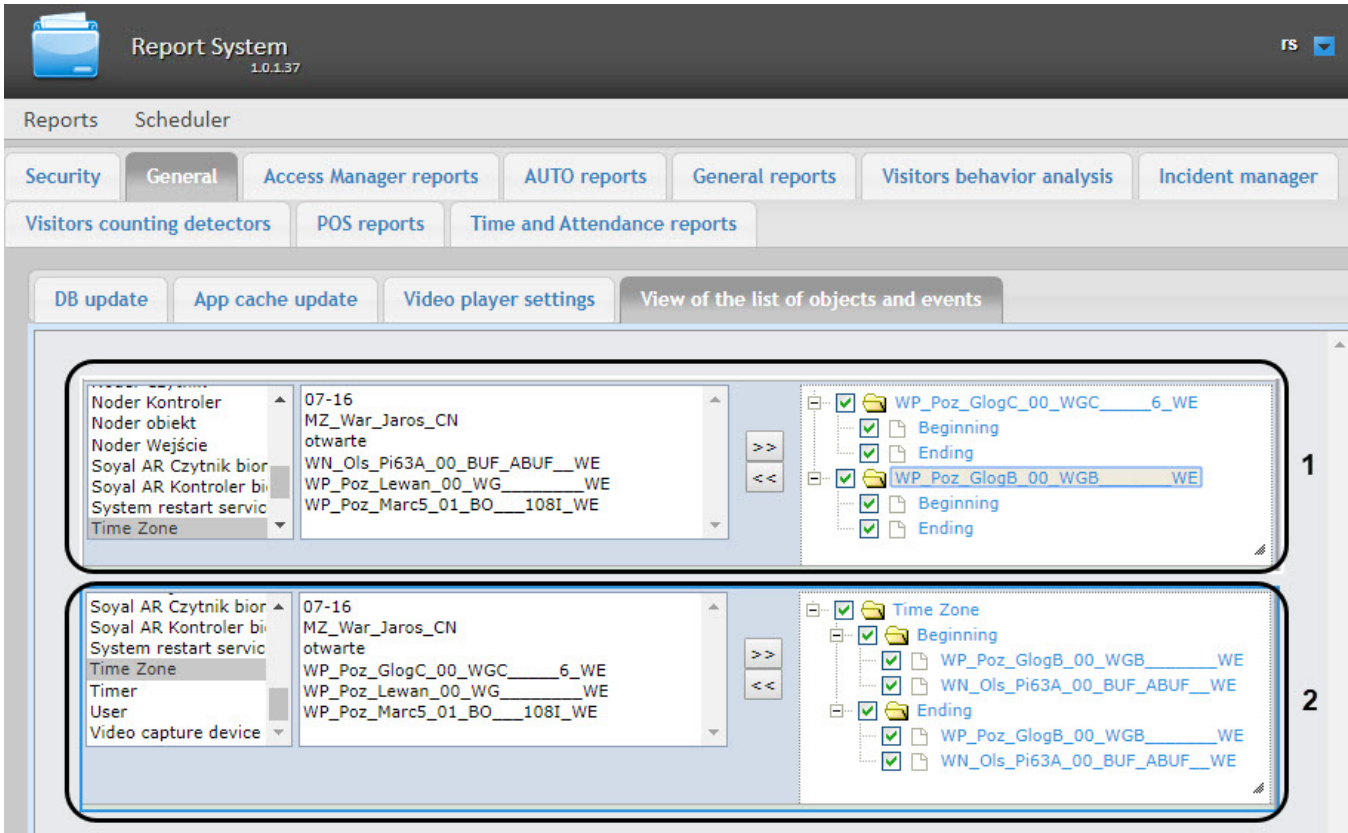 Report System
1.0.1.37
rs
Reports Scheduler
Security General Access Manager reports AUTO reports General reports Visitors behavior analysis Incident manager
Visitors counting detectors POS reports Time and Attendance reports
DB update App cache update Video player settings View of the list of objects and events
Noder Kontroler
Noder obiekt
Noder Wejście
Soyal AR Czytnik bior
Soyal AR Kontroler bi
System restart servic
Time Zone
07-16
MZ_War_Jaros_CN
otwarte
WN_Ols_Pi63A_00_BUF_ABUF__WE
WP_Poz_Lewan_00_WG________WE
WP_Poz_Marc5_01_BO___108I_WE
>>
<<
WP_Poz_GlogC_00_WGC_____6_WE
Beginning
Ending
WP_Poz_GlogB_00_WGB_______WE
Beginning
Ending
1
Soyal AR Czytnik bior
Soyal AR Kontroler bi
System restart servic
Time Zone
Timer
User
Video capture device
07-16
MZ_War_Jaros_CN
otwarte
WP_Poz_GlogC_00_WGC_____6_WE
WP_Poz_Lewan_00_WG________WE
WP_Poz_Marc5_01_BO___108I_WE
>>
<<
Time Zone
Beginning
WP_Poz_GlogB_00_WGB_______WE
WN_Ols_Pi63A_00_BUF_ABUF__WE
Ending
WP_Poz_GlogB_00_WGB_______WE
WN_Ols_Pi63A_00_BUF_ABUF__WE
2